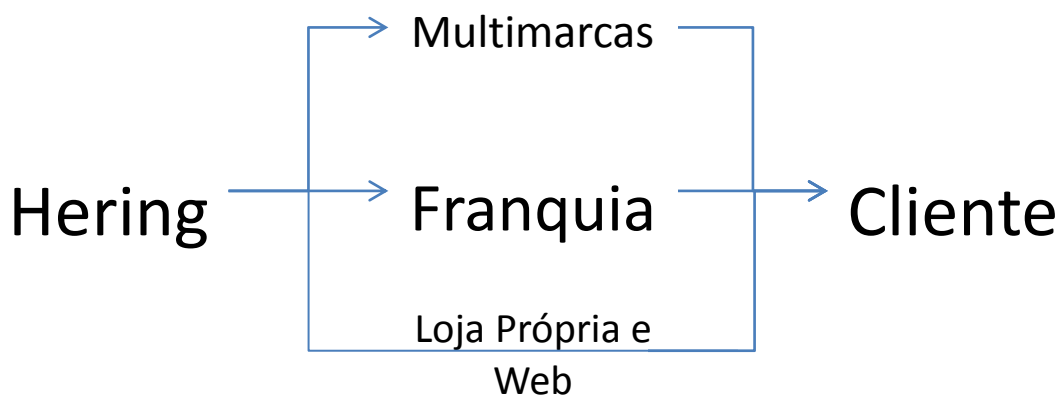 Multimarcas
Hering
Franquia
Cliente
Loja Própria e
Web